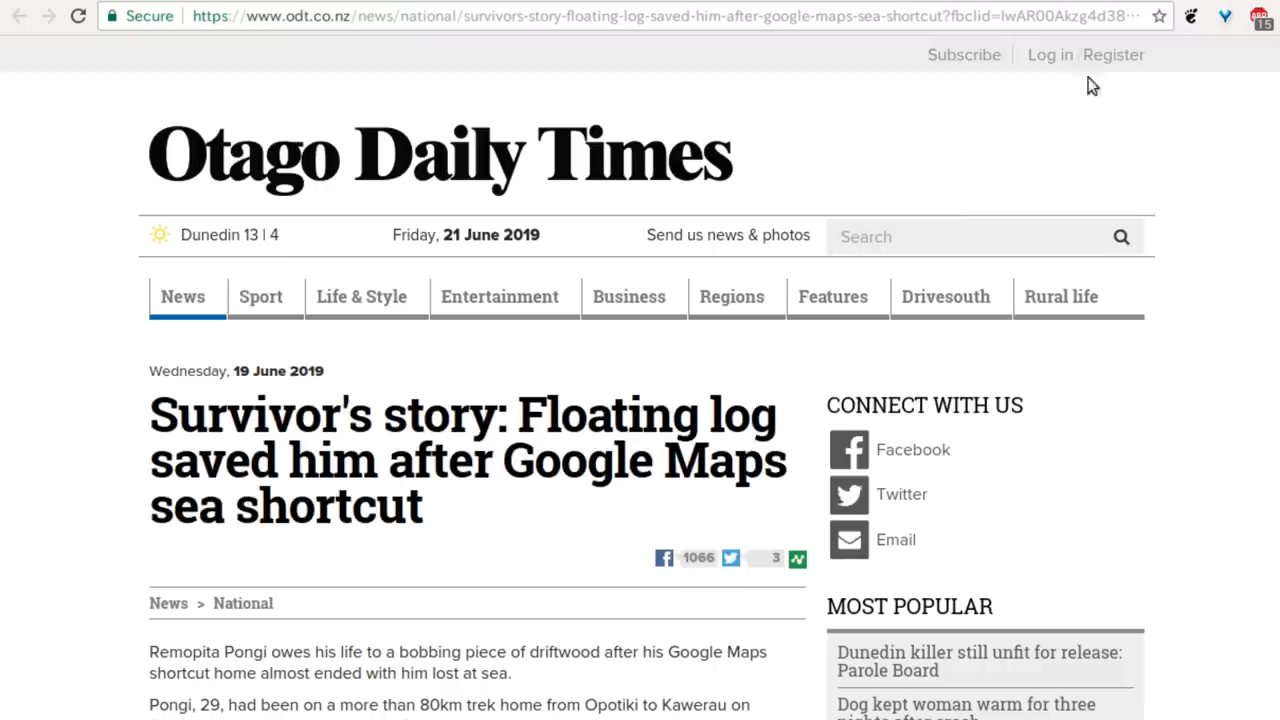 Secure https://www.odt.co.nz/news/national/survivors-story-floating-log-saved-him-after-google-maps-sea-shortcut?fbclid=IwAR00Akzg4d38···
ABP
15
Subscribe Log in / Register
Otago Daily Times
Dunedin 13 | 4 Friday, 21 June 2019 Send us news & photos Search
News Sport Life & Style Entertainment Business Regions Features Drivesouth Rural life
Wednesday, 19 June 2019
Survivor's story: Floating log
saved him after Google Maps
sea shortcut
1066 3
News > National
Remopita Pongi owes his life to a bobbing piece of driftwood after his Google Maps
shortcut home almost ended with him lost at sea.
Pongi, 29, had been on a more than 80km trek home from Opotiki to Kawerau on
CONNECT WITH US
Facebook
Twitter
Email
MOST POPULAR
Dunedin killer still unfit for release:
Parole Board
Dog kept woman warm for three
nights after crash